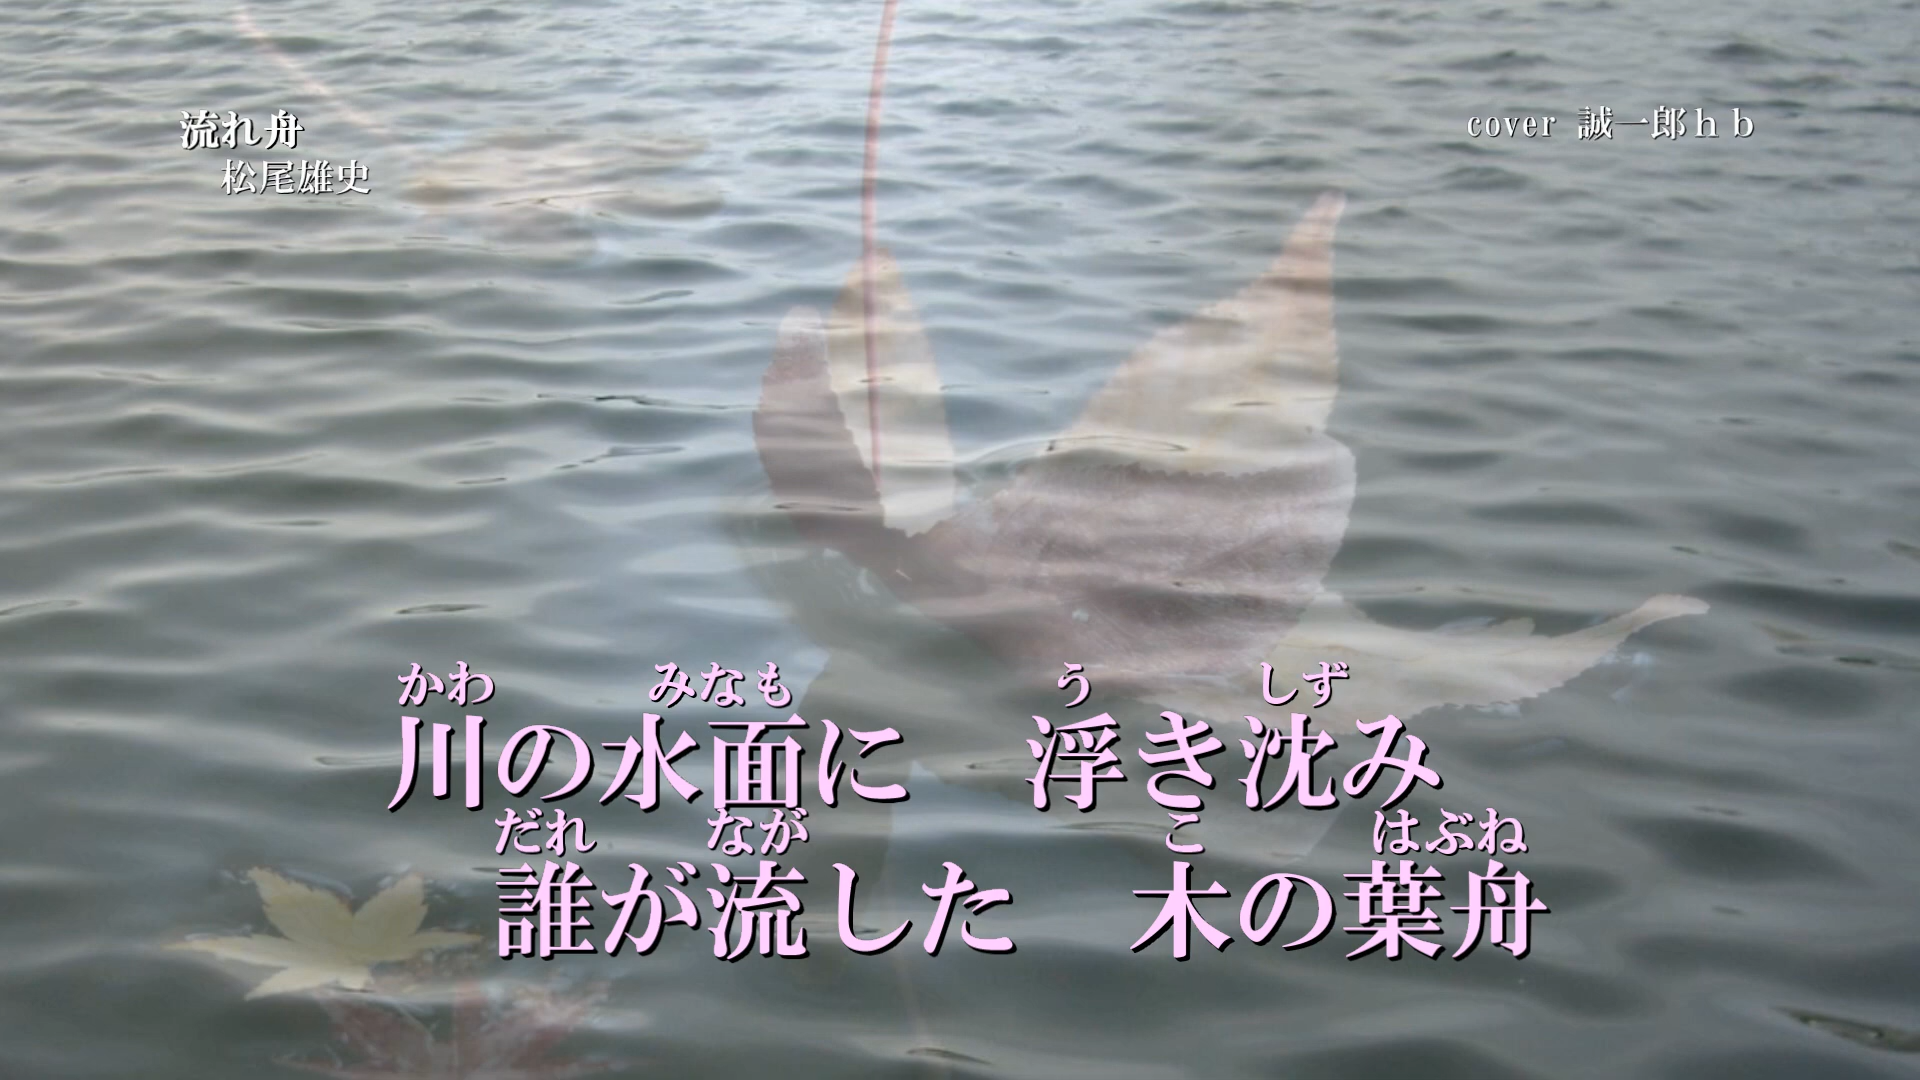 流れ舟
松尾雄史
cover 誠一郎ｈｂ
かわ みなも う しず
川の水面に 浮き沈み
だれ なが こ はぶね
誰が流した 木の葉舟